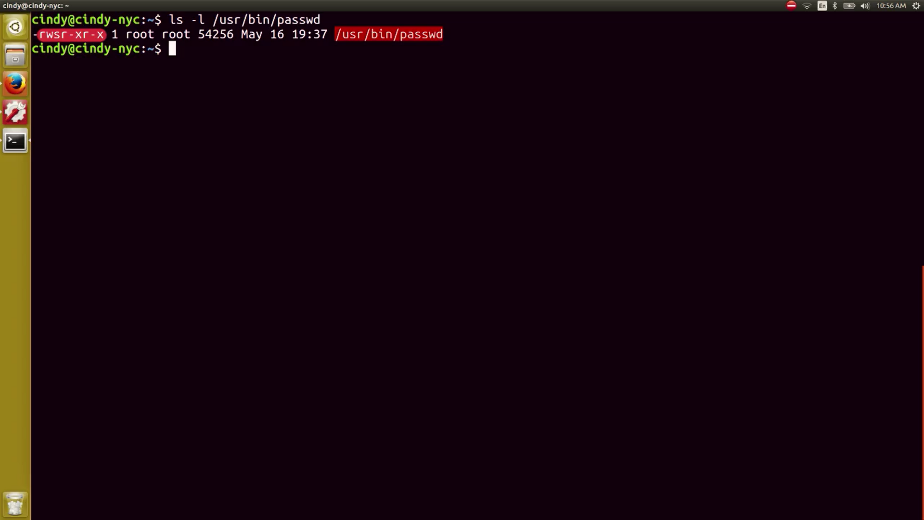 cindy@cindy-nyc: ~
En
10:56 AM
cindy@cindy-nyc:~$ ls -l /usr/bin/passwd
-rwsr-xr-x 1 root root 54256 May 16 19:37 /usr/bin/passwd
cindy@cindy-nyc:~$
>_